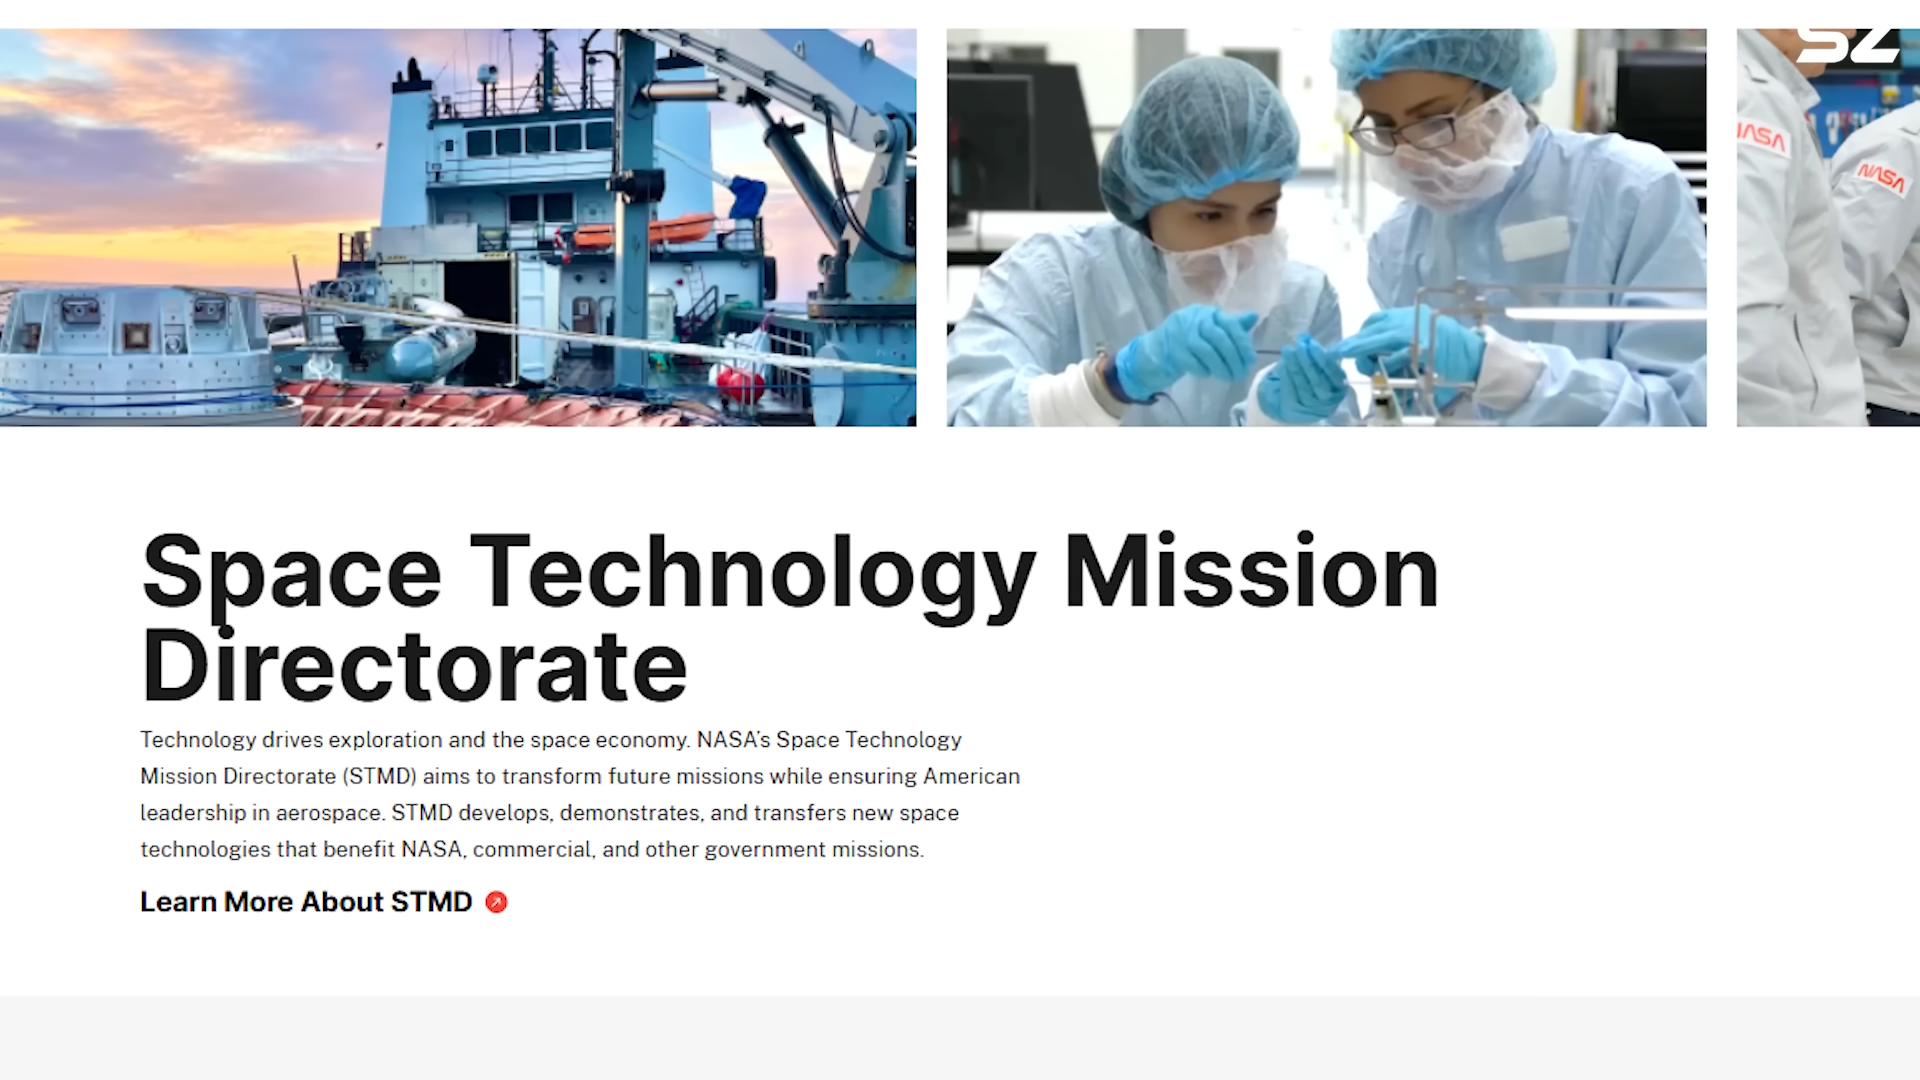 SZ
NASA
NASA
Space Technology Mission
Directorate
Technology drives exploration and the space economy. NASA’s Space Technology
Mission Directorate (STMD) aims to transform future missions while ensuring American
leadership in aerospace. STMD develops, demonstrates, and transfers new space
technologies that benefit NASA, commercial, and other government missions.
Learn More About STMD